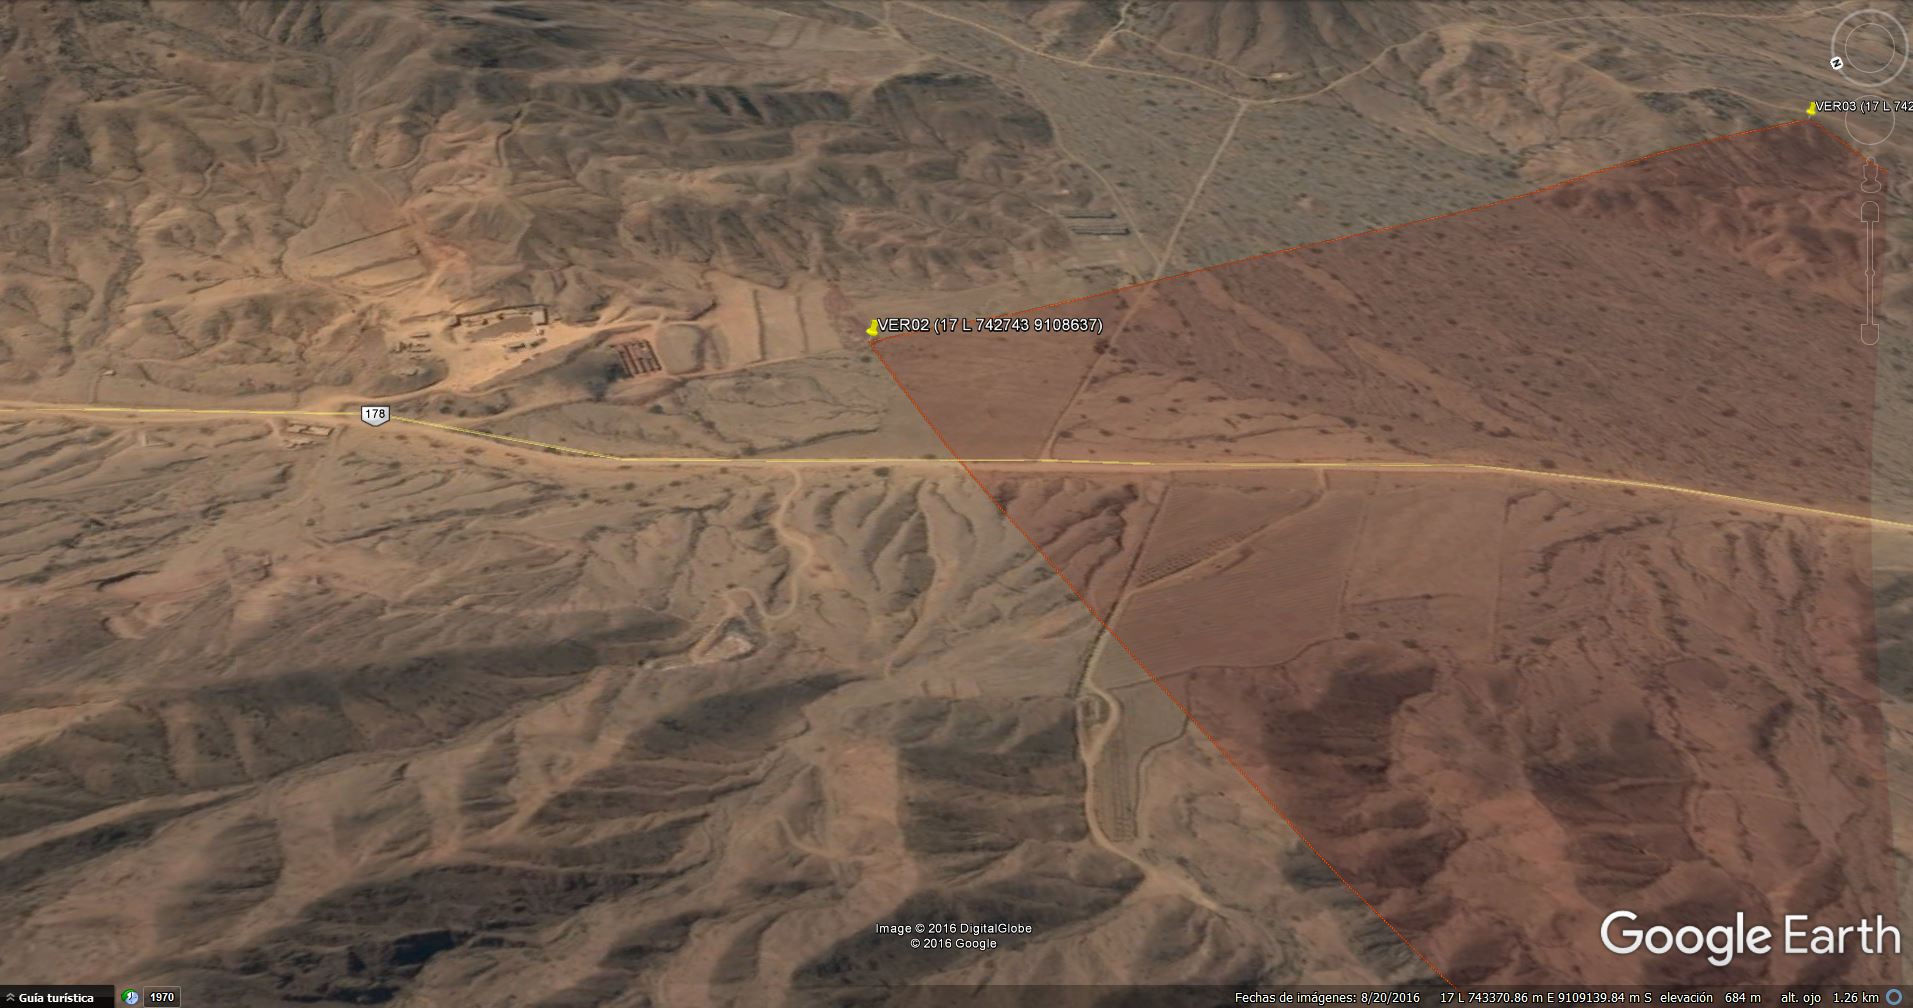 VER03 (17 L 742
VER02 (17 L 742743 9108637)
178
Image © 2016 DigitalGlobe
© 2016 Google
Google Earth
Guía turística
1970
Fechas de imágenes: 8/20/2016 17 L 743370.86 m E 9109139.84 m S elevación 684 m alt. ojo 1.26 km
N